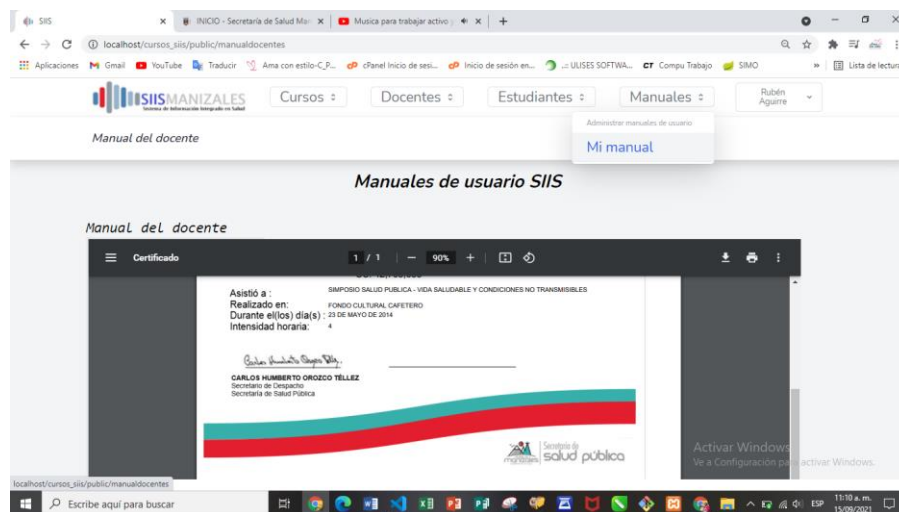 SIIS
INICIO - Secretaría de Salud Man
Musica para trabajar activo y
localhost/cursos_siis/public/manualdocentes
Aplicaciones
Gmail
YouTube
Traducir
Ama con estilo-C_P...
cPanel Inicio de sesi...
Inicio de sesión en...
.:: ULISES SOFTWA...
Compu Trabajo
SIMO
»
Lista de lectura
SIISMANIZALES
Sistema de Información Integrado en Salud
Cursos
Docentes
Estudiantes
Manuales
Rubén
Aguirre
Administrar manuales de usuario
Mi manual
Manual del docente
Manuales de usuario SIIS
Manual del docente
Certificado
1 / 1
90%
Asistió a : SIMPOSIO SALUD PUBLICA - VIDA SALUDABLE Y CONDICIONES NO TRANSMISIBLES
Realizado en: FONDO CULTURAL CAFETERO
Durante el(los) día(s) : 23 DE MAYO DE 2014
Intensidad horaria: 4
CARLOS HUMBERTO OROZCO TÉLLEZ
Secretario de Despacho
Secretaría de Salud Pública
Secretaría de
salud pública
Activar Windows
Ve a Configuración para activar Windows.
localhost/cursos_siis/public/manualdocentes
Escribe aquí para buscar
ESP
11:10 a. m.
15/09/2021